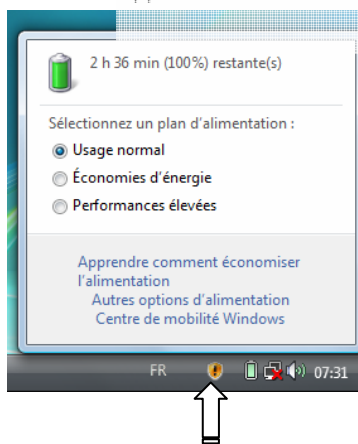 2 h 36 min (100%) restante(s)
Sélectionnez un plan d'alimentation :
Usage normal
Économies d'énergie
Performances élevées
Apprendre comment économiser
l'alimentation
Autres options d'alimentation
Centre de mobilité Windows
FR
07:31